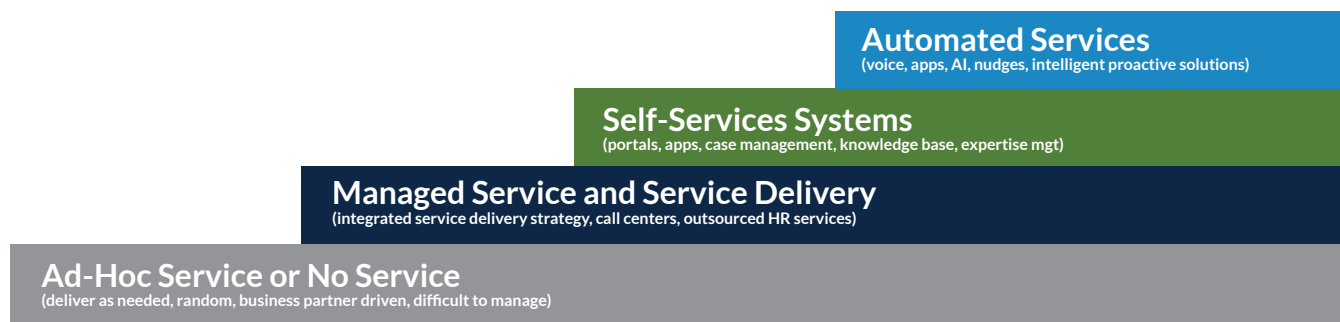 Automated Services
(voice, apps, AI, nudges, intelligent proactive solutions)
Self-Services Systems
(portals, apps, case management, knowledge base, expertise mgt)
Managed Service and Service Delivery
(integrated service delivery strategy, call centers, outsourced HR services)
Ad-Hoc Service or No Service
(deliver as needed, random, business partner driven, difficult to manage)